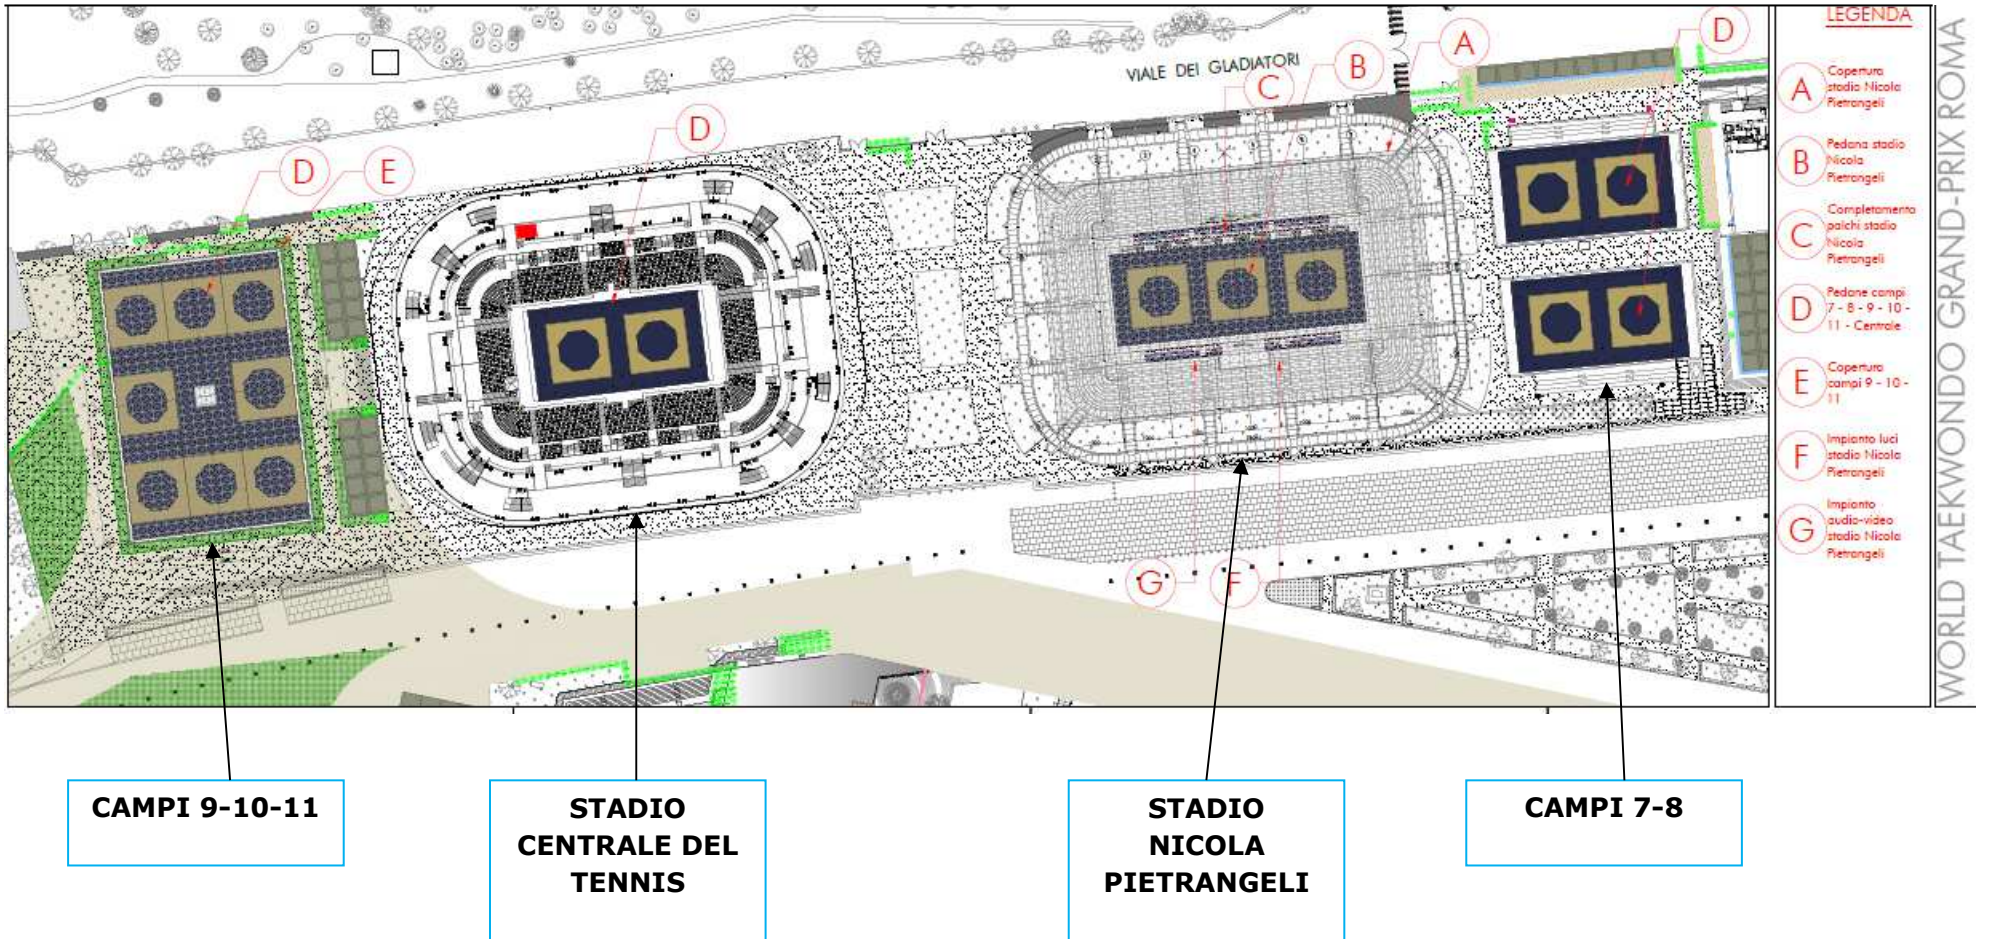 VIALE DEI GLADIATORI
A
D
B
C
D
D
E
G
F
LEGENDA
A
Copertura
stadio Nicola
Pietrangeli
B
Pedana stadio
Nicola
Pietrangeli
C
Completamento
palchi stadio
Nicola
Pietrangeli
D
Pedane campi
7 - 8 - 9 - 10 -
11 - Centrale
E
Copertura
campi 9 - 10 -
11
F
Impianto luci
stadio Nicola
Pietrangeli
G
Impianto
audio-video
stadio Nicola
Pietrangeli
WORLD TAEKWONDO GRAND-PRIX ROMA
CAMPI 9-10-11
STADIO
CENTRALE DEL
TENNIS
STADIO
NICOLA
PIETRANGELI
CAMPI 7-8